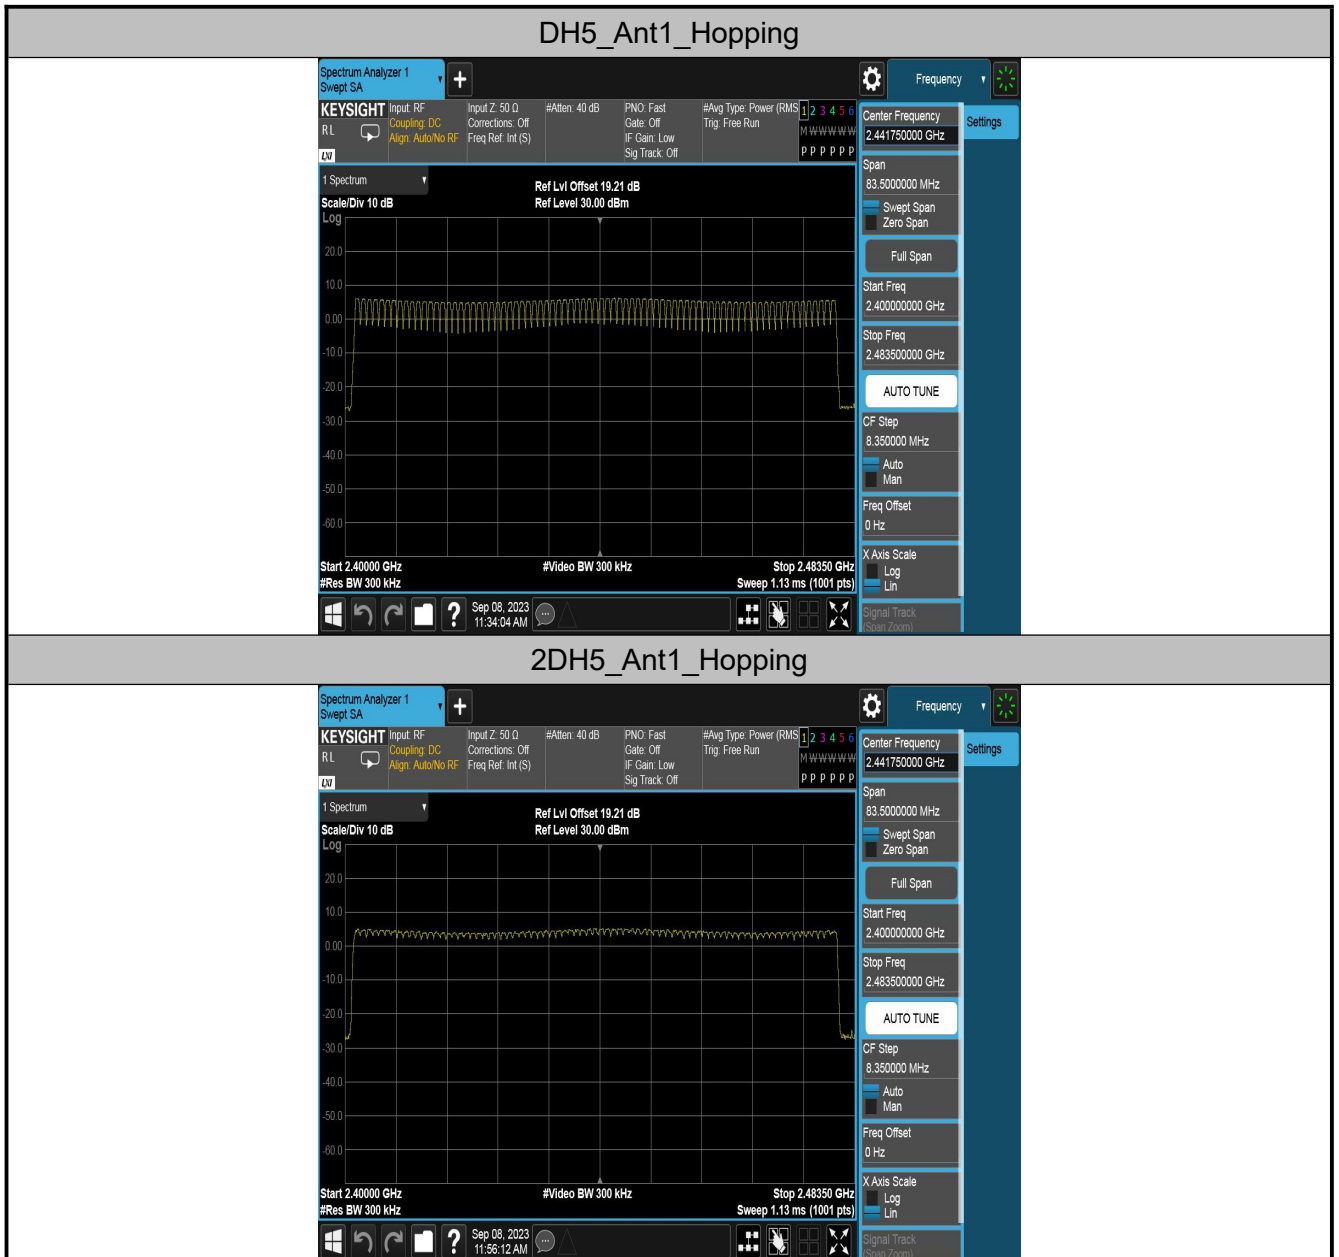 DH5_Ant1_Hopping
Spectrum Analyzer 1
Swept SA
+
Frequency
KEYSIGHT
RL
LXI
Input: RF
Coupling: DC
Align: Auto/No RF
Input Z: 50 Ω
Corrections: Off
Freq Ref: Int (S)
#Atten: 40 dB
PNO: Fast
Gate: Off
IF Gain: Low
Sig Track: Off
#Avg Type: Power (RMS
Trig: Free Run
1 2 3 4 5 6
M W W W W W
P P P P P P
Center Frequency
2.441750000 GHz
Settings
Span
83.5000000 MHz
Swept Span
Zero Span
Full Span
Start Freq
2.400000000 GHz
Stop Freq
2.483500000 GHz
AUTO TUNE
CF Step
8.350000 MHz
Auto
Man
Freq Offset
0 Hz
X Axis Scale
Log
Lin
Signal Track
(Span Zoom)
1 Spectrum
Scale/Div 10 dB
Ref Lvl Offset 19.21 dB
Ref Level 30.00 dBm
Log
20.0
10.0
0.00
-10.0
-20.0
-30.0
-40.0
-50.0
-60.0
Start 2.40000 GHz
#Video BW 300 kHz
Stop 2.48350 GHz
#Res BW 300 kHz
Sweep 1.13 ms (1001 pts)
?
Sep 08, 2023
11:34:04 AM
2DH5_Ant1_Hopping
Spectrum Analyzer 1
Swept SA
+
Frequency
KEYSIGHT
RL
LXI
Input: RF
Coupling: DC
Align: Auto/No RF
Input Z: 50 Ω
Corrections: Off
Freq Ref: Int (S)
#Atten: 40 dB
PNO: Fast
Gate: Off
IF Gain: Low
Sig Track: Off
#Avg Type: Power (RMS
Trig: Free Run
1 2 3 4 5 6
M W W W W W
P P P P P P
Center Frequency
2.441750000 GHz
Settings
Span
83.5000000 MHz
Swept Span
Zero Span
Full Span
Start Freq
2.400000000 GHz
Stop Freq
2.483500000 GHz
AUTO TUNE
CF Step
8.350000 MHz
Auto
Man
Freq Offset
0 Hz
X Axis Scale
Log
Lin
Signal Track
(Span Zoom)
1 Spectrum
Scale/Div 10 dB
Ref Lvl Offset 19.21 dB
Ref Level 30.00 dBm
Log
20.0
10.0
0.00
-10.0
-20.0
-30.0
-40.0
-50.0
-60.0
Start 2.40000 GHz
#Video BW 300 kHz
Stop 2.48350 GHz
#Res BW 300 kHz
Sweep 1.13 ms (1001 pts)
?
Sep 08, 2023
11:56:12 AM